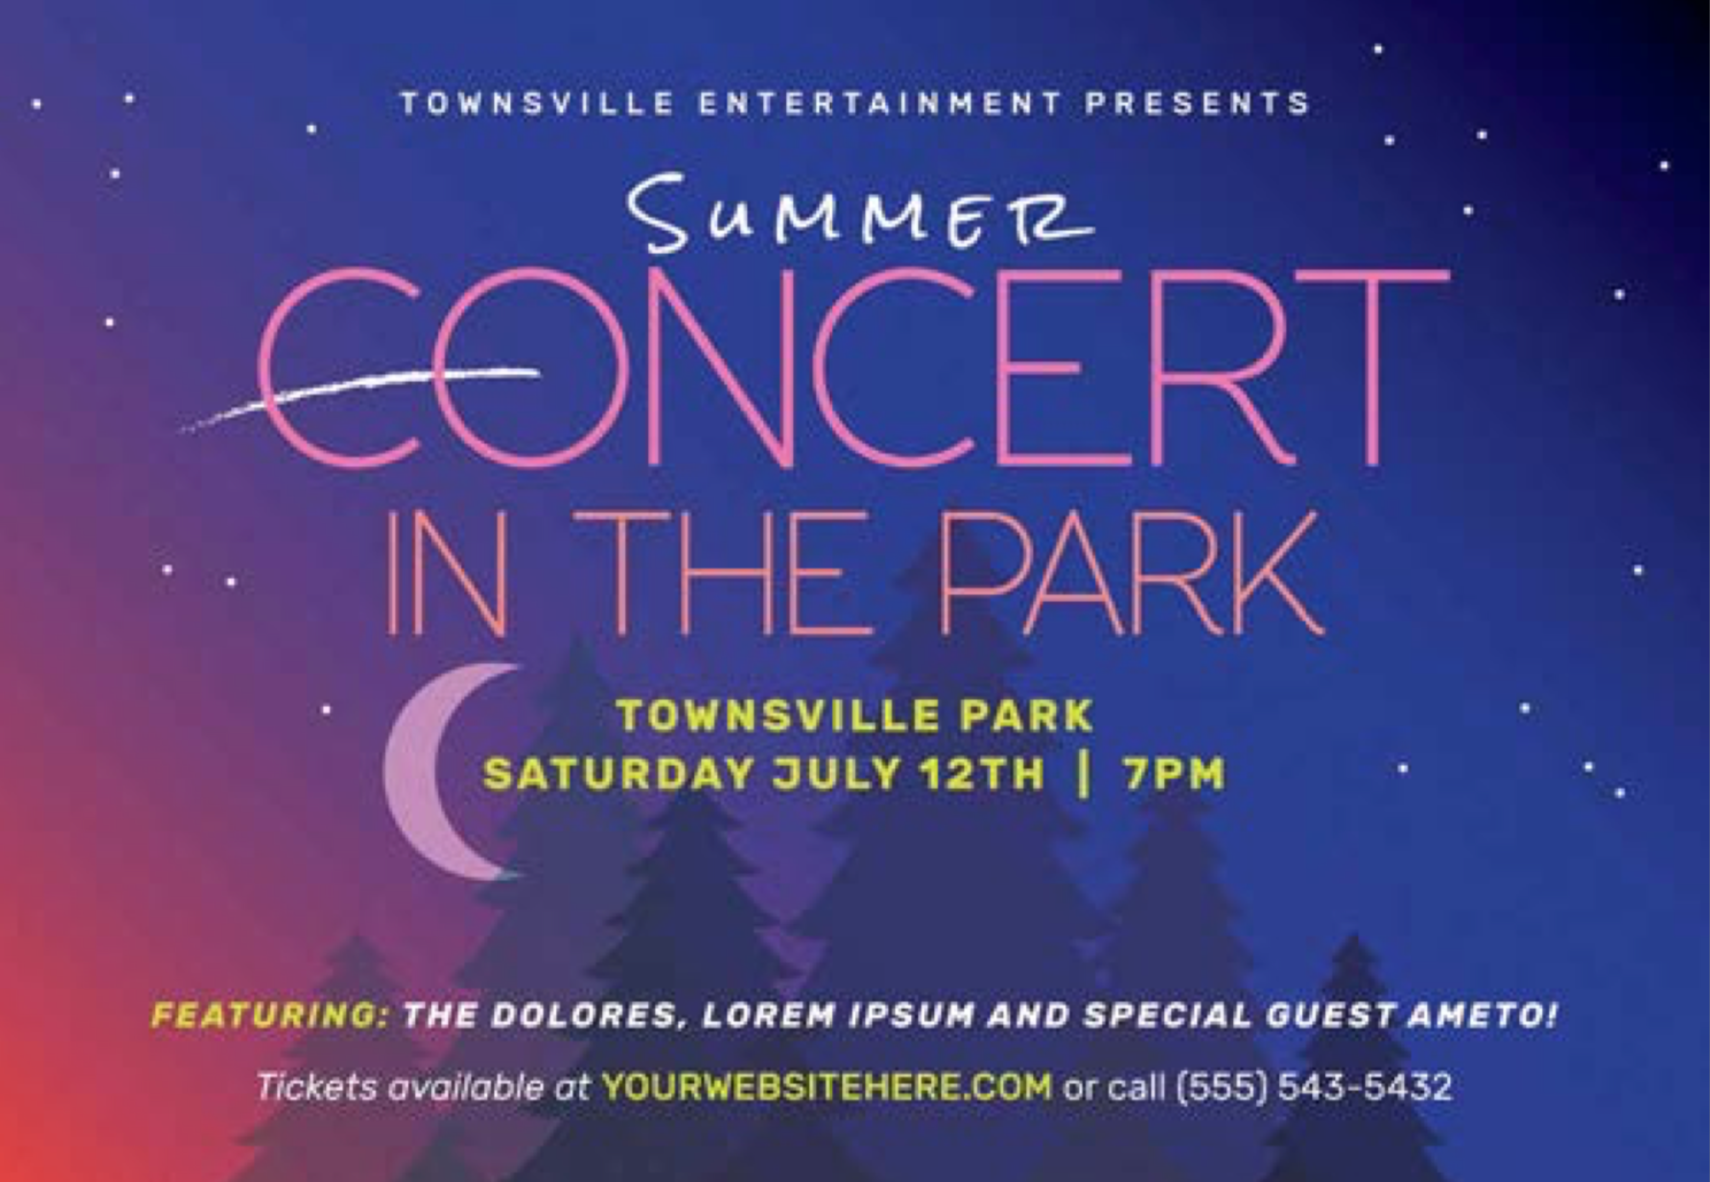 TOWNSVILLE ENTERTAINMENT PRESENTS
SUMMER
CONCERT
IN THE PARK
TOWNSVILLE PARK
SATURDAY JULY 12TH | 7PM
FEATURING: THE DOLORES, LOREM IPSUM AND SPECIAL GUEST AMETO!
Tickets available at YOURWEBSITEHERE.COM or call (555) 543-5432